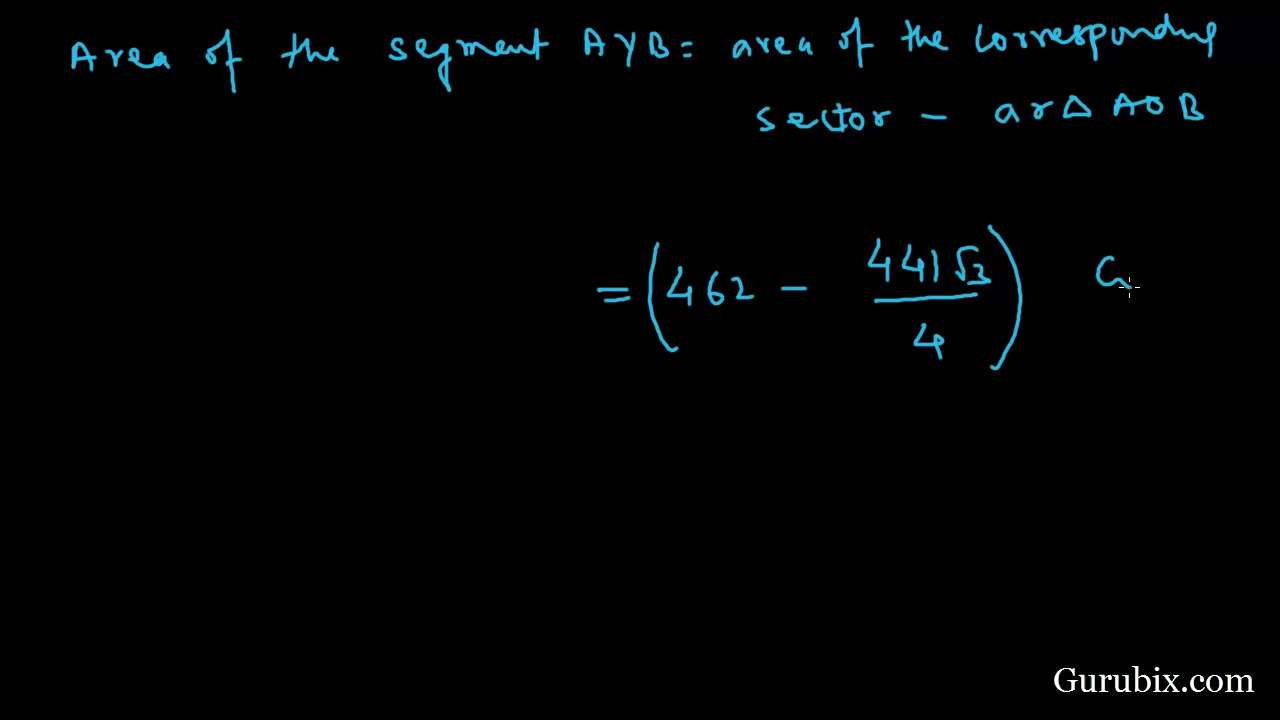 Area of the segment AYB = area of the corresponding
sector - ar△ AOB
= (462 - 441√3/4) c
Gurubix.com